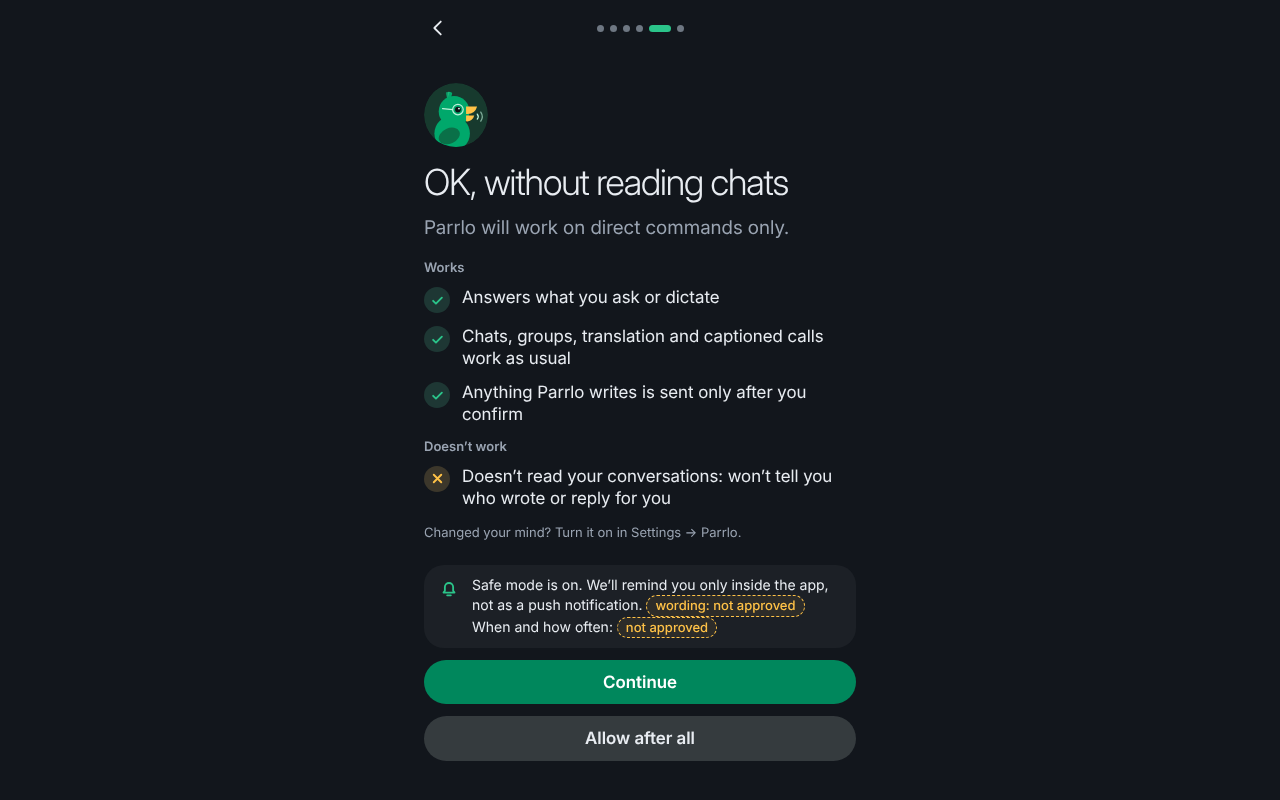 OK, without reading chats
Parrlo will work on direct commands only.
Works
Answers what you ask or dictate
Chats, groups, translation and captioned calls
work as usual
Anything Parrlo writes is sent only after you
confirm
Doesn’t work
Doesn’t read your conversations: won’t tell you
who wrote or reply for you
Changed your mind? Turn it on in Settings → Parrlo.
Safe mode is on. We’ll remind you only inside the app,
not as a push notification. wording: not approved
When and how often: not approved
Continue
Allow after all